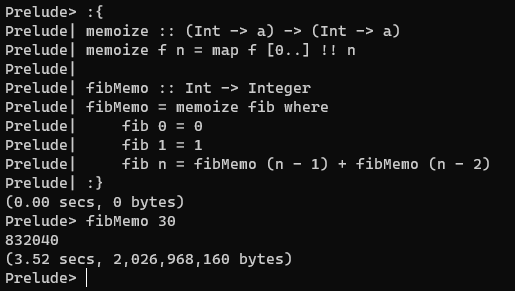 Prelude> :{
Prelude| memoize :: (Int -> a) -> (Int -> a)
Prelude| memoize f n = map f [0..] !! n
Prelude|
Prelude| fibMemo :: Int -> Integer
Prelude| fibMemo = memoize fib where
Prelude|     fib 0 = 0
Prelude|     fib 1 = 1
Prelude|     fib n = fibMemo (n - 1) + fibMemo (n - 2)
Prelude| :}
(0.00 secs, 0 bytes)
Prelude> fibMemo 30
832040
(3.52 secs, 2,026,968,160 bytes)
Prelude>